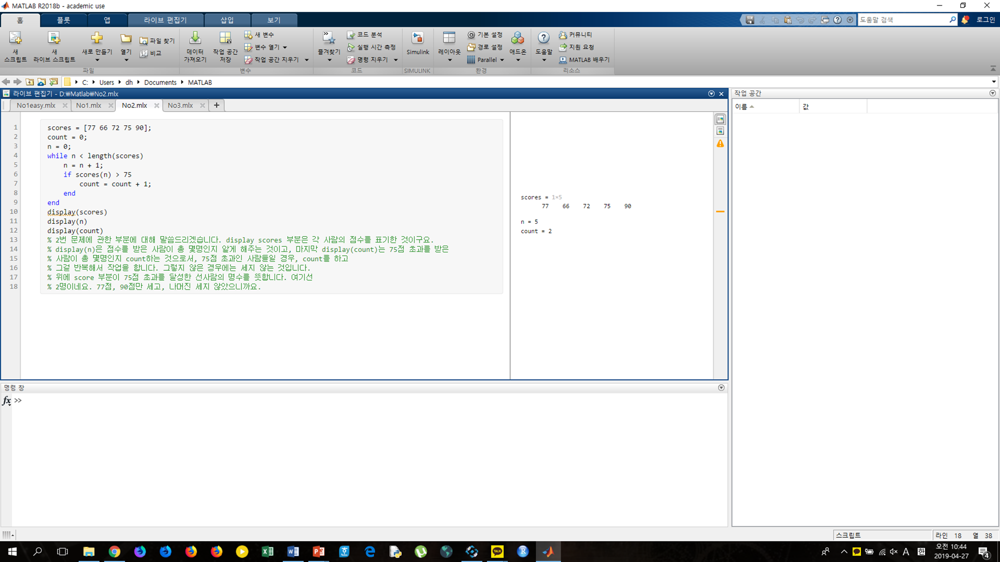 MATLAB R2018b - academic use
홈 플롯 앱 라이브 편집기 삽입 보기
도움말 검색 로그인
새 스크립트
새 라이브 스크립트
새로 만들기
열기
파일 찾기
비교
파일
데이터 가져오기
작업 공간 저장
새 변수
변수 열기
작업 공간 지우기
변수
즐겨찾기
코드 분석
실행 시간 측정
명령 지우기
코드
Simulink
SIMULINK
레이아웃
기본 설정
경로 설정
Parallel
애드온
환경
도움말
커뮤니티
지원 요청
MATLAB 배우기
리소스
C: Users dh Documents MATLAB
라이브 편집기 - D:₩Matlab₩No2.mlx
No1easy.mlx No1.mlx No2.mlx No3.mlx
1 scores = [77 66 72 75 90];
2 count = 0;
3 n = 0;
4 while n < length(scores)
5 n = n + 1;
6 if scores(n) > 75
7 count = count + 1;
8 end
9 end
10 display(scores)
11 display(n)
12 display(count)
13 % 2번 문제에 관한 부분에 대해 말씀드리겠습니다. display scores 부분은 각 사람의 점수를 표기한 것이구요.
14 % display(n)은 점수를 받은 사람이 총 몇명인지 알게 해주는 것이고, 마지막 display(count)는 75점 초과를 받은
15 % 사람이 총 몇명인지 count하는 것으로서, 75점 초과인 사람들일 경우, count를 하고
16 % 그걸 반복해서 작업을 합니다. 그렇지 않은 경우에는 세지 않는 것입니다.
17 % 위에 score 부분이 75점 초과를 달성한 선사람의 명수를 뜻합니다. 여기선
18 % 2명이네요. 77점, 90점만 세고, 나머진 세지 않았으니까요.
scores = 1×5
77 66 72 75 90
n = 5
count = 2
작업 공간
이름 값
명령 창
fx >>
스크립트 라인 18 열 38
TALK
A 한
오전 10:44
2019-04-27
4